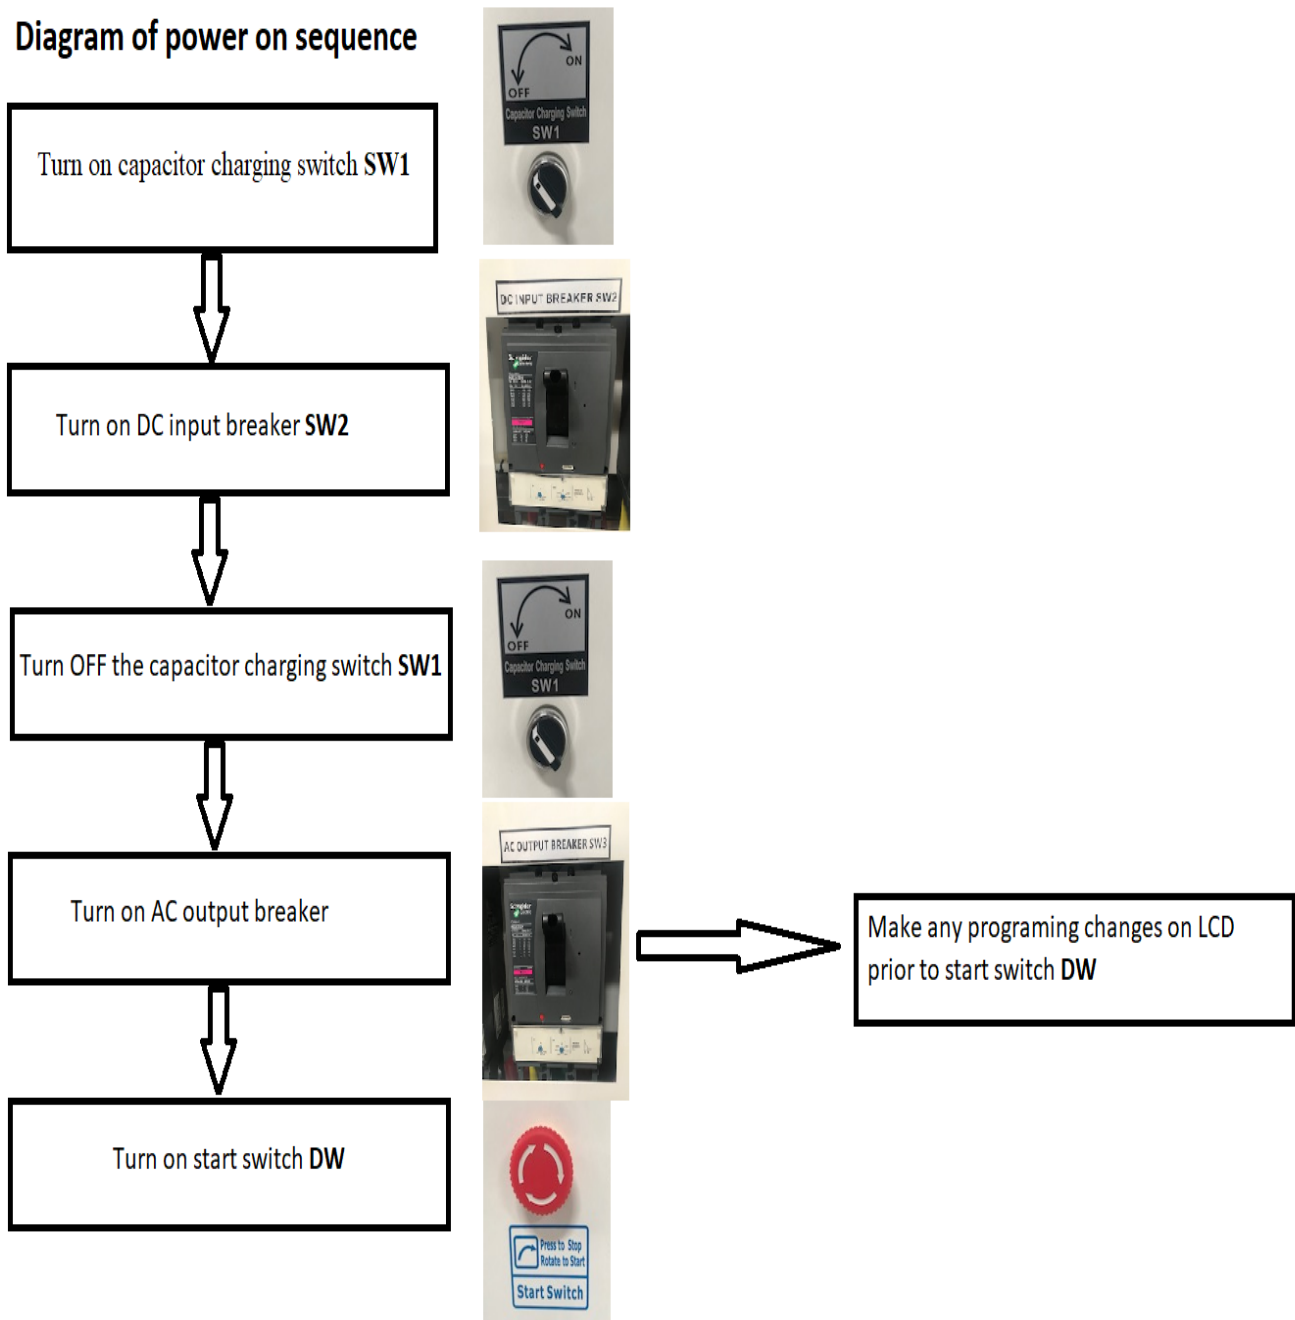 Diagram of power on sequence
ON
OFF
Capacitor Charging Switch
SW1
Turn on capacitor charging switch SW1
DC INPUT BREAKER SW2
Schneider
Turn on DC input breaker SW2
ON
OFF
Capacitor Charging Switch
SW1
Turn OFF the capacitor charging switch SW1
AC OUTPUT BREAKER SW3
Schneider
Turn on AC output breaker
Make any programing changes on LCD
prior to start switch DW
Turn on start switch DW
Press to Stop
Rotate to Start
Start Switch